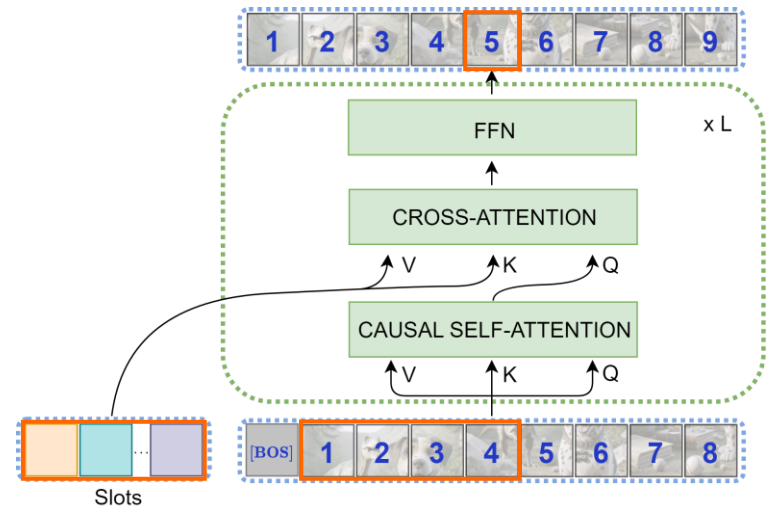 1 2 3 4 5 6 7 8 9
x L
FFN
CROSS-ATTENTION
V K Q
CAUSAL SELF-ATTENTION
V K Q
[BOS] 1 2 3 4 5 6 7 8
...
Slots